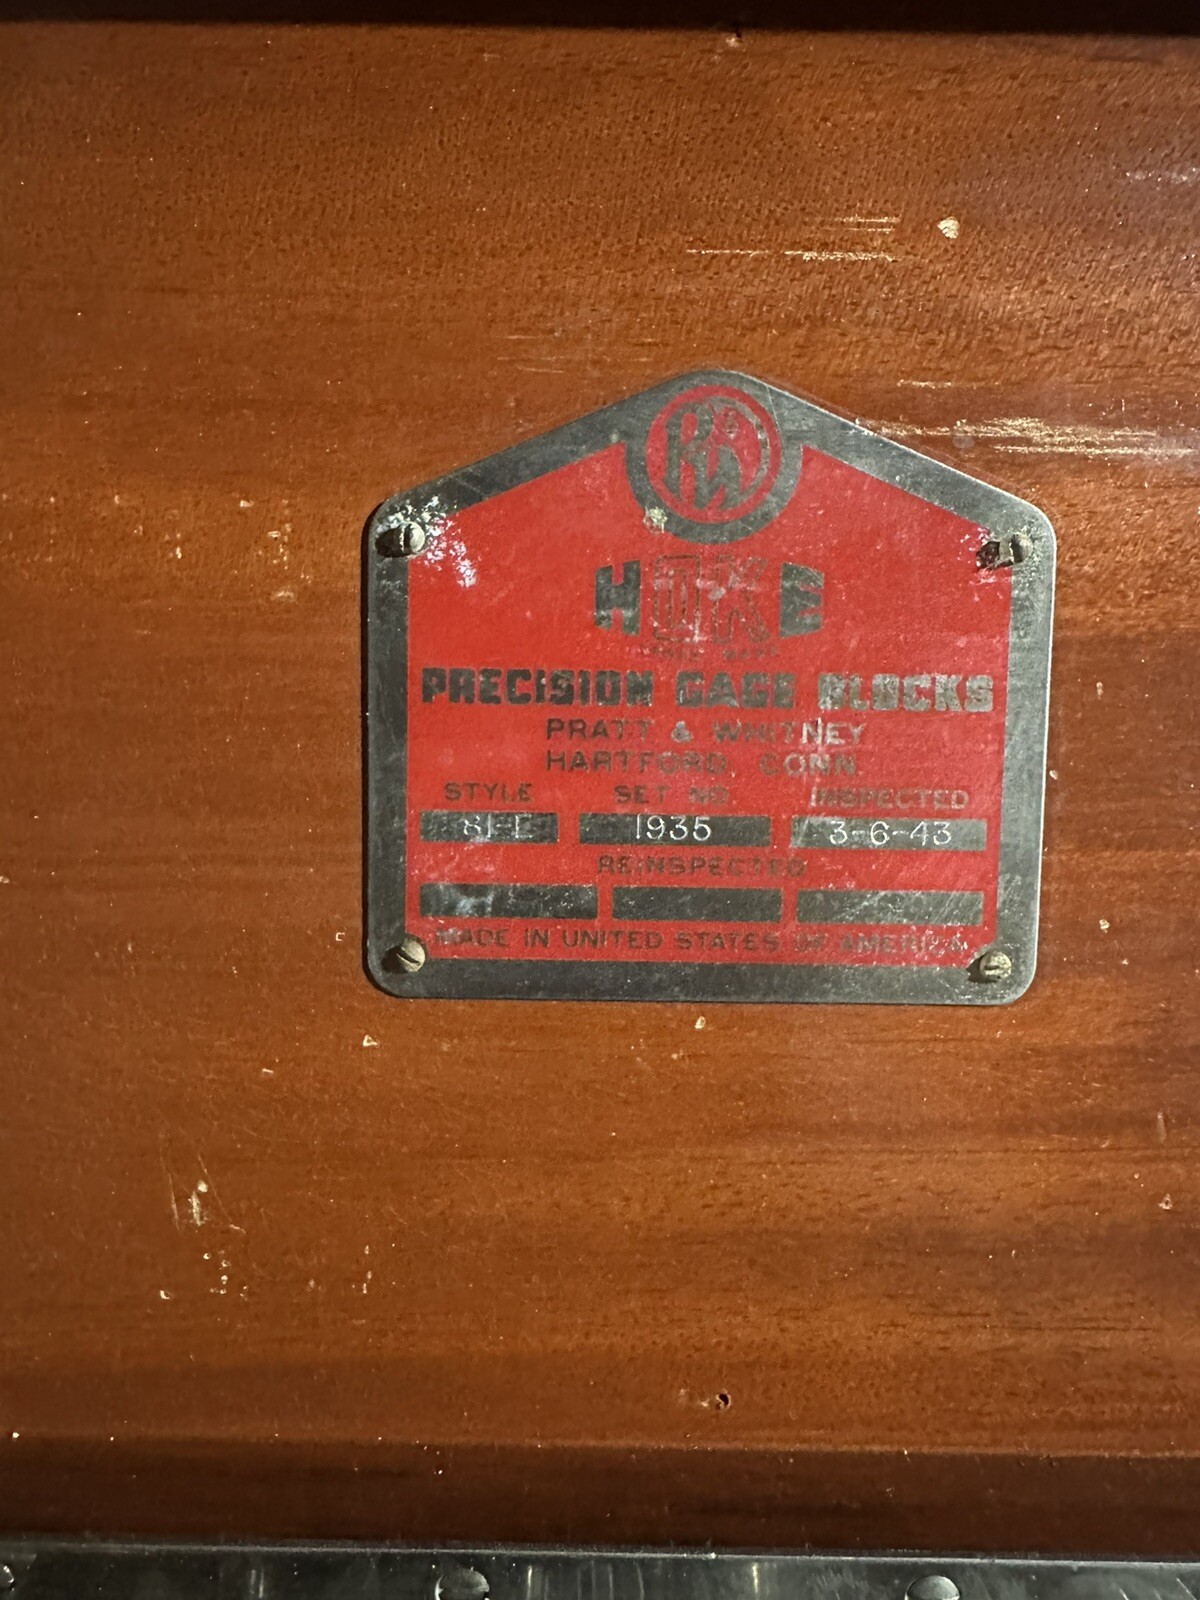 P&W
HOKE
PRECISION GAGE BLOCKS
PRATT & WHITNEY
HARTFORD CONN.
STYLE SET NO. INSPECTED
1935 3-6-43
REINSPECTED
MADE IN UNITED STATES OF AMERICA